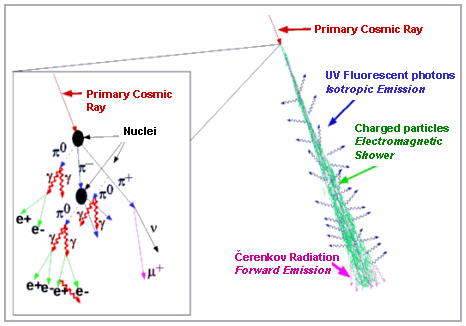 Primary Cosmic Ray
UV Fluorescent photons
Isotropic Emission
Charged particles
Electromagnetic
Shower
Čerenkov Radiation
Forward Emission
Primary Cosmic
Ray
Nuclei
π0
π−
π+
γ γ
π0
π0
γ γ
e+
e-
γ γ
ν
μ+
e+ e- e+ e-